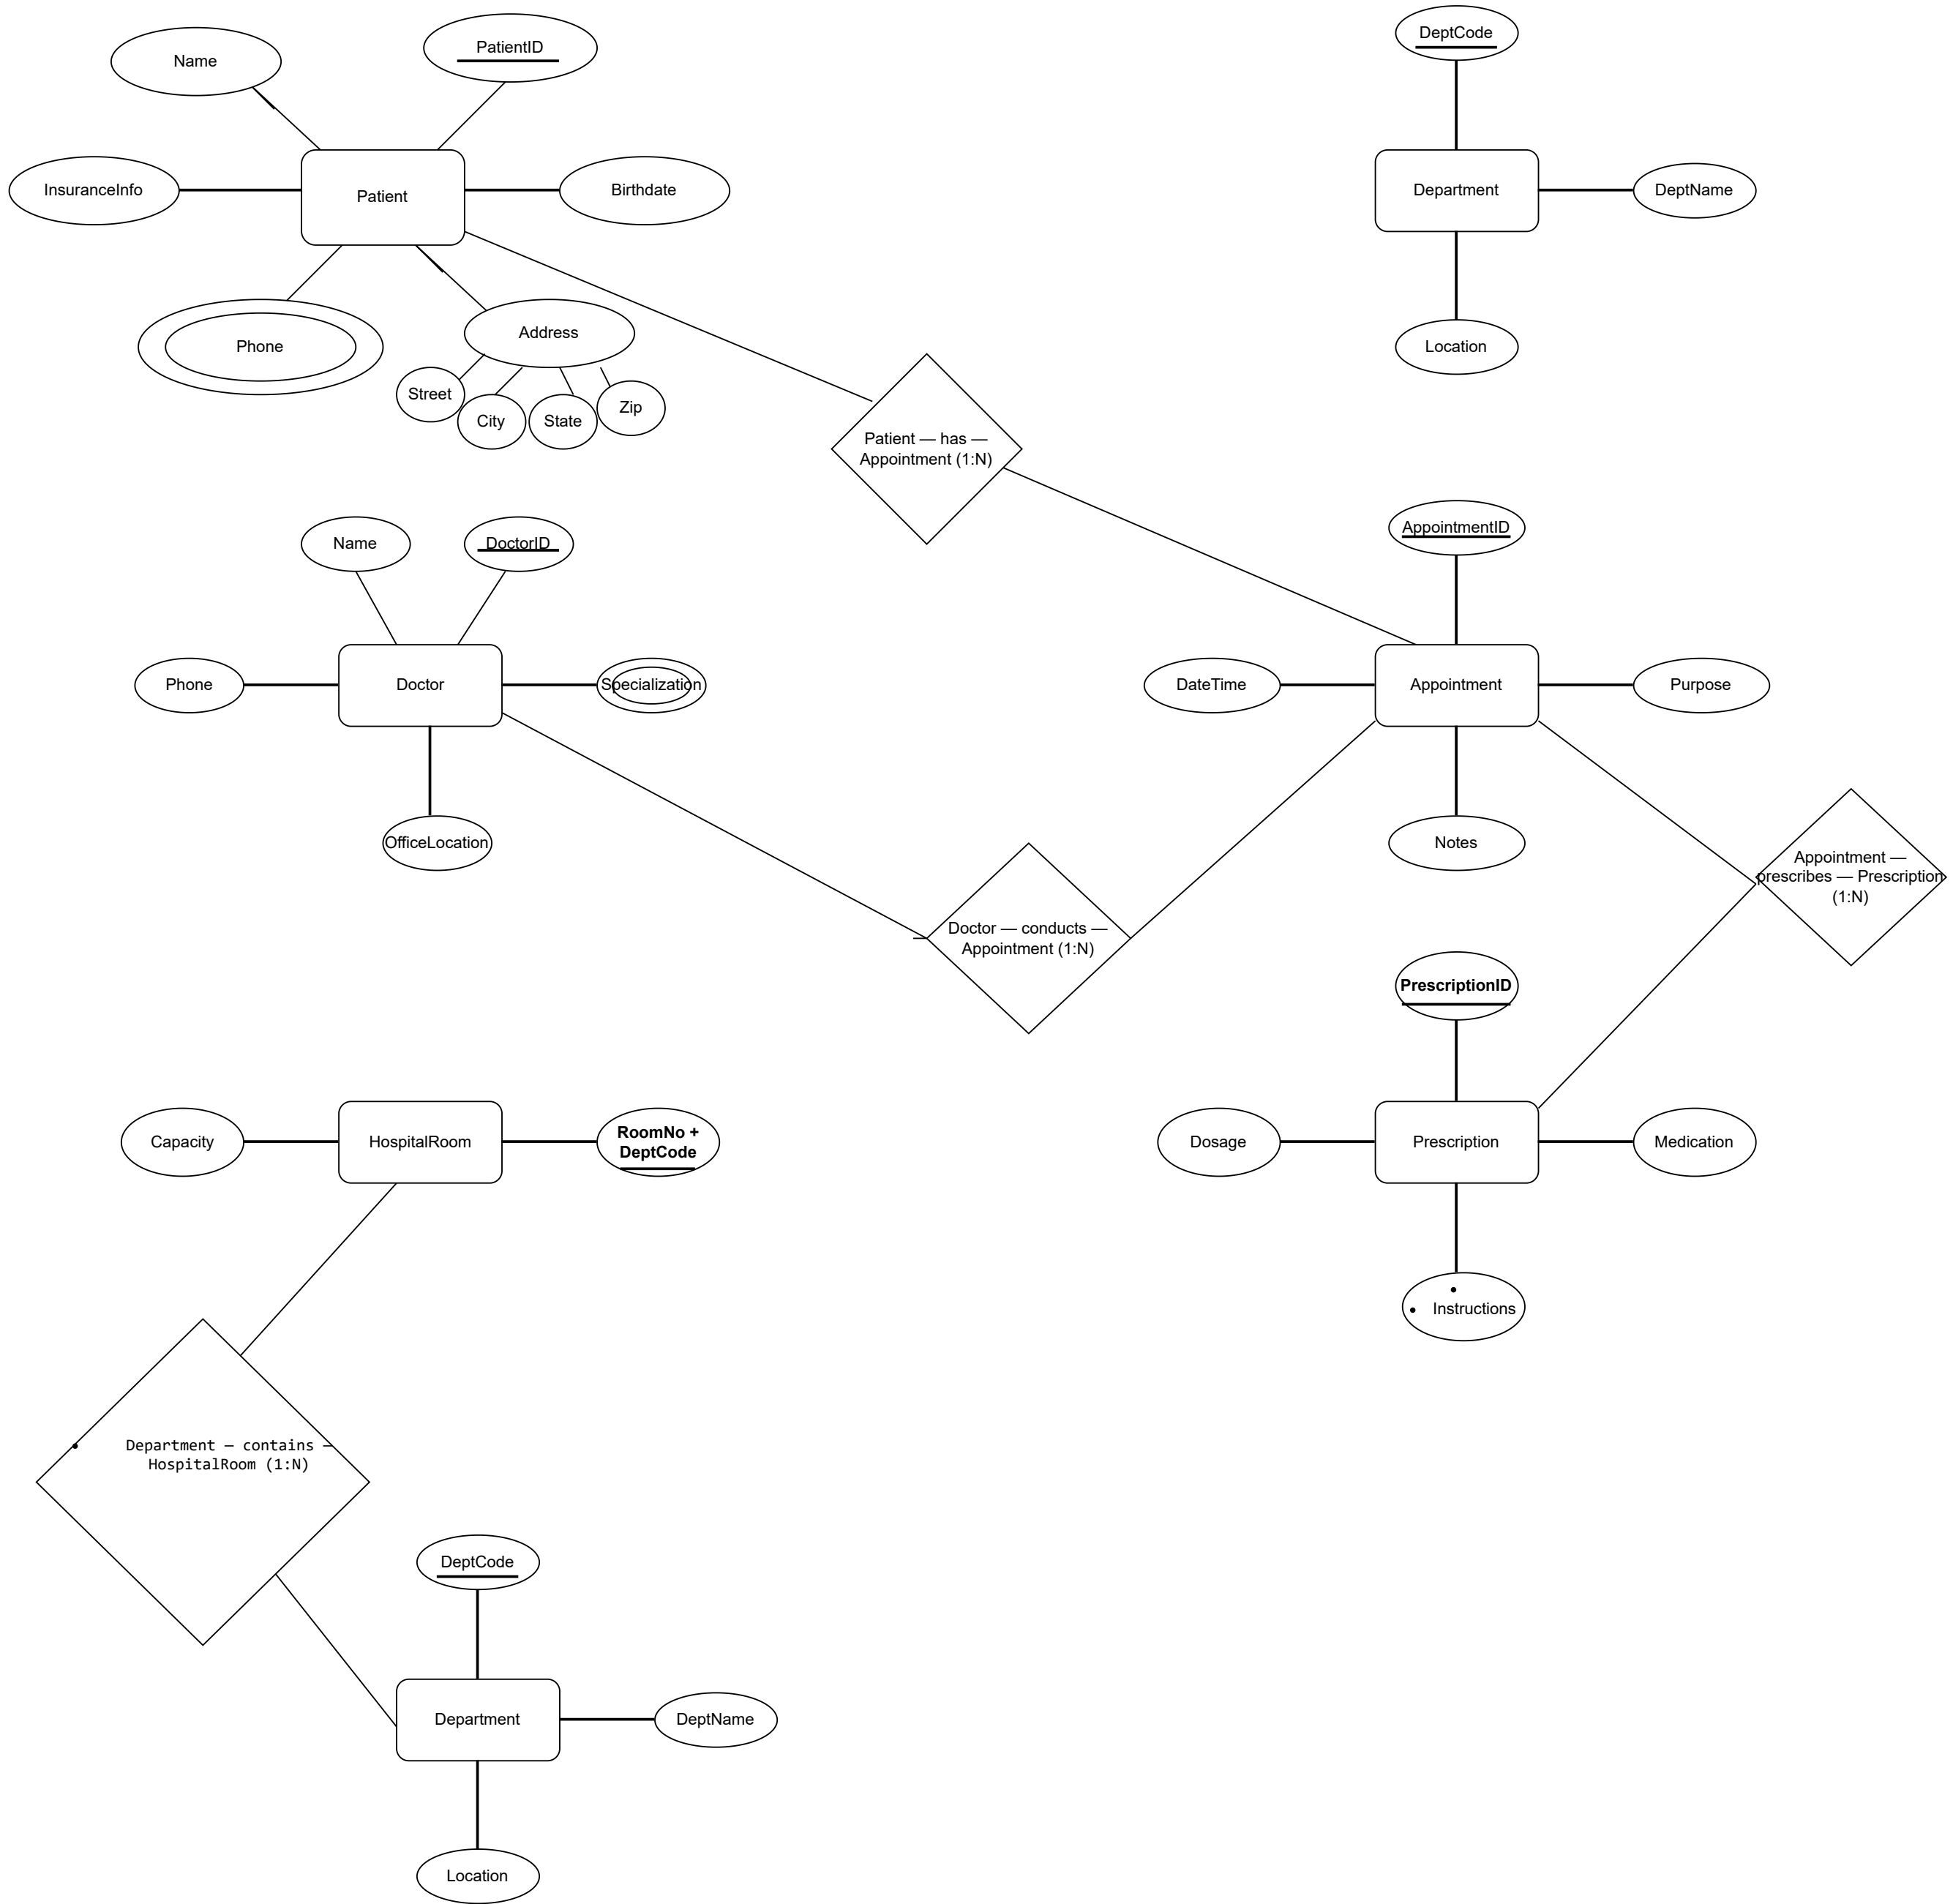 DeptCode
PatientID
Name
InsuranceInfo
Patient
Birthdate
Department
DeptName
Phone
Address
Location
Street
City
State
Zip
Patient — has —
Appointment (1:N)
Name
DoctorID
AppointmentID
Phone
Doctor
Specialization
DateTime
Appointment
Purpose
OfficeLocation
Notes
Appointment —
prescribes — Prescription
(1:N)
Doctor — conducts —
Appointment (1:N)
PrescriptionID
Capacity
HospitalRoom
RoomNo +
DeptCode
Dosage
Prescription
Medication
• Instructions
• Department — contains —
HospitalRoom (1:N)
DeptCode
Department
DeptName
Location